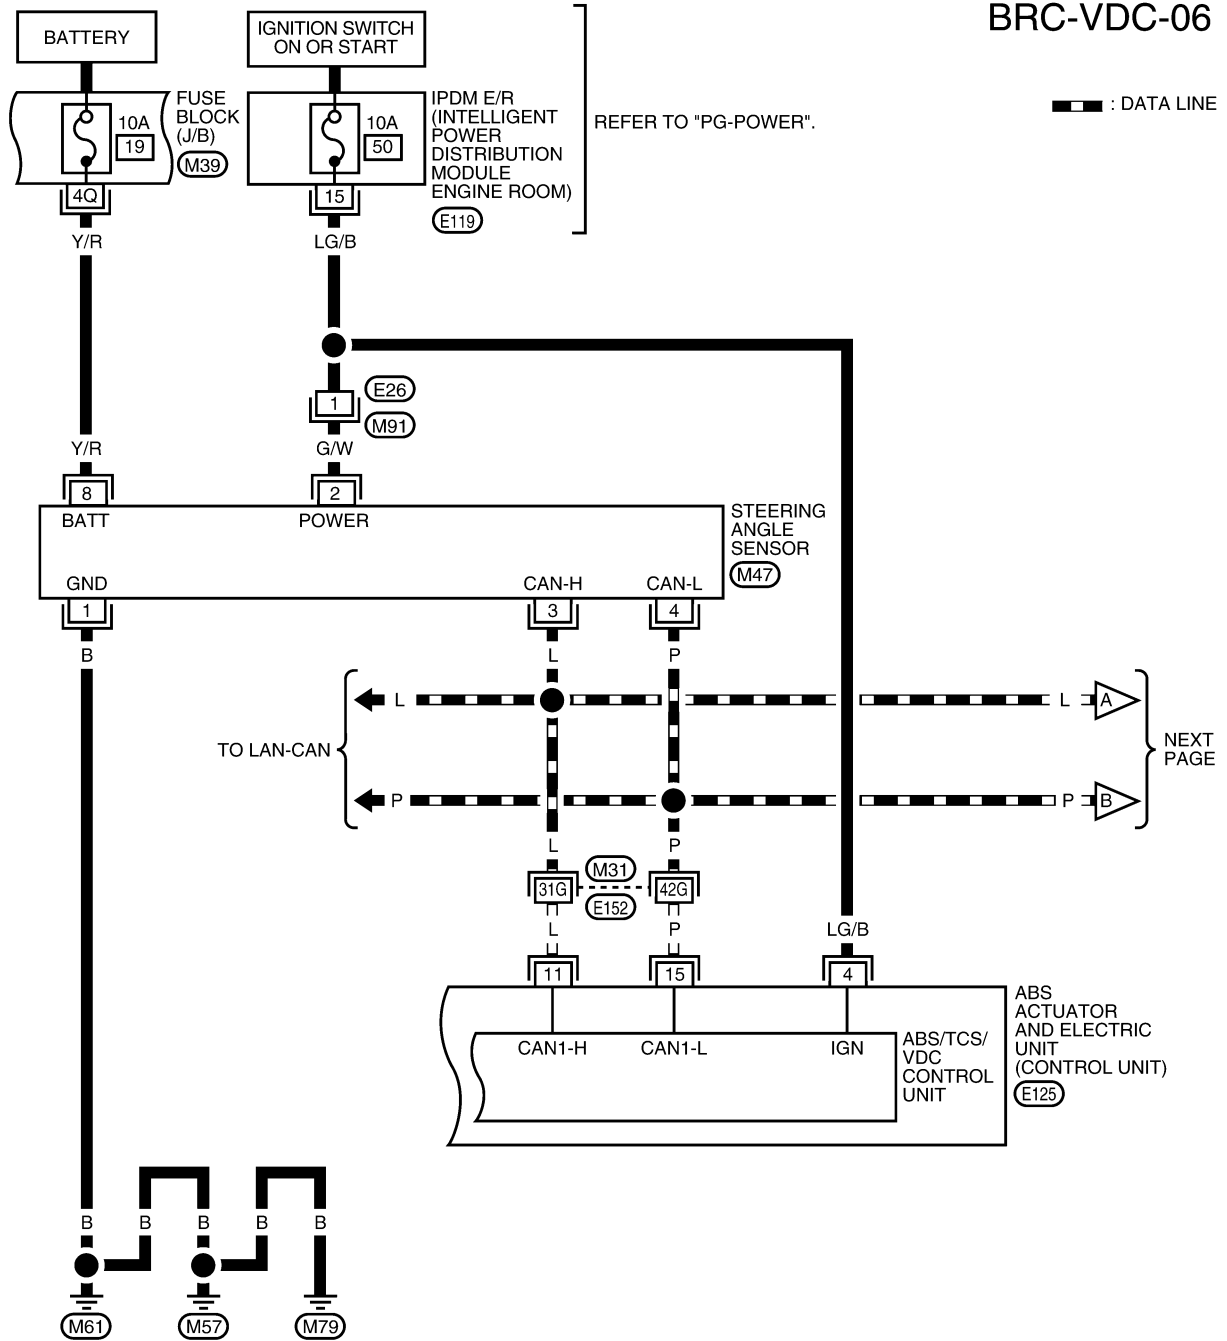 BRC-VDC-06
: DATA LINE
BATTERY
IGNITION SWITCH
ON OR START
10A
19
FUSE
BLOCK
(J/B)
M39
10A
50
IPDM E/R
(INTELLIGENT
POWER
DISTRIBUTION
MODULE
ENGINE ROOM)
E119
REFER TO "PG-POWER".
4Q
15
Y/R
LG/B
1
E26
M91
Y/R
G/W
8
2
BATT
POWER
STEERING
ANGLE
SENSOR
M47
GND
CAN-H
CAN-L
1
3
4
B
L
P
L
L
A
TO LAN-CAN
NEXT
PAGE
P
P
B
L
P
31G
M31
E152
42G
L
P
LG/B
11
15
4
ABS
ACTUATOR
AND ELECTRIC
UNIT
(CONTROL UNIT)
E125
CAN1-H
CAN1-L
IGN
ABS/TCS/
VDC
CONTROL
UNIT
B
B
B
B
B
M61
M57
M79